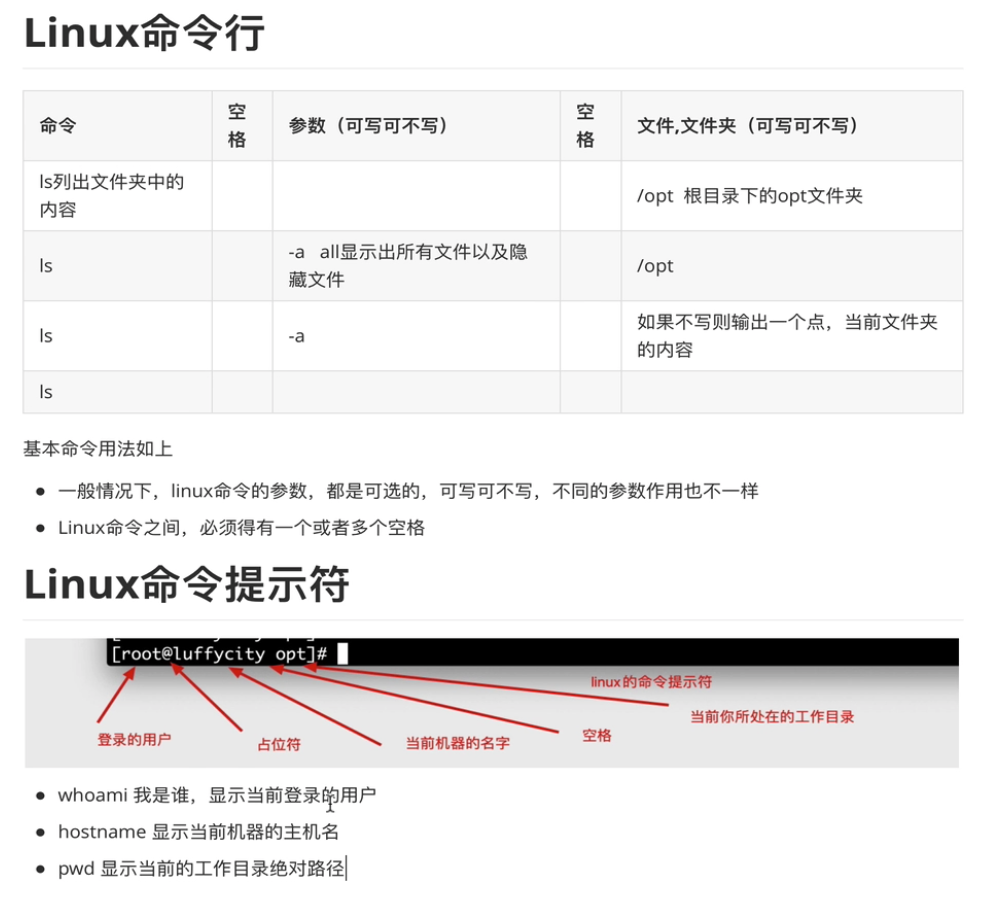 Linux命令行
命令 空格 参数（可写可不写） 空格 文件,文件夹（可写可不写）
ls列出文件夹中的内容 /opt 根目录下的opt文件夹
ls -a all显示出所有文件以及隐藏文件 /opt
ls -a 如果不写则输出一个点，当前文件夹的内容
ls
基本命令用法如上
一般情况下，linux命令的参数，都是可选的，可写可不写，不同的参数作用也不一样
Linux命令之间，必须得有一个或者多个空格
Linux命令提示符
[root@luffycity opt]#
linux的命令提示符
当前你所处在的工作目录
登录的用户 占位符 当前机器的名字 空格
whoami 我是谁，显示当前登录的用户
hostname 显示当前机器的主机名
pwd 显示当前的工作目录绝对路径